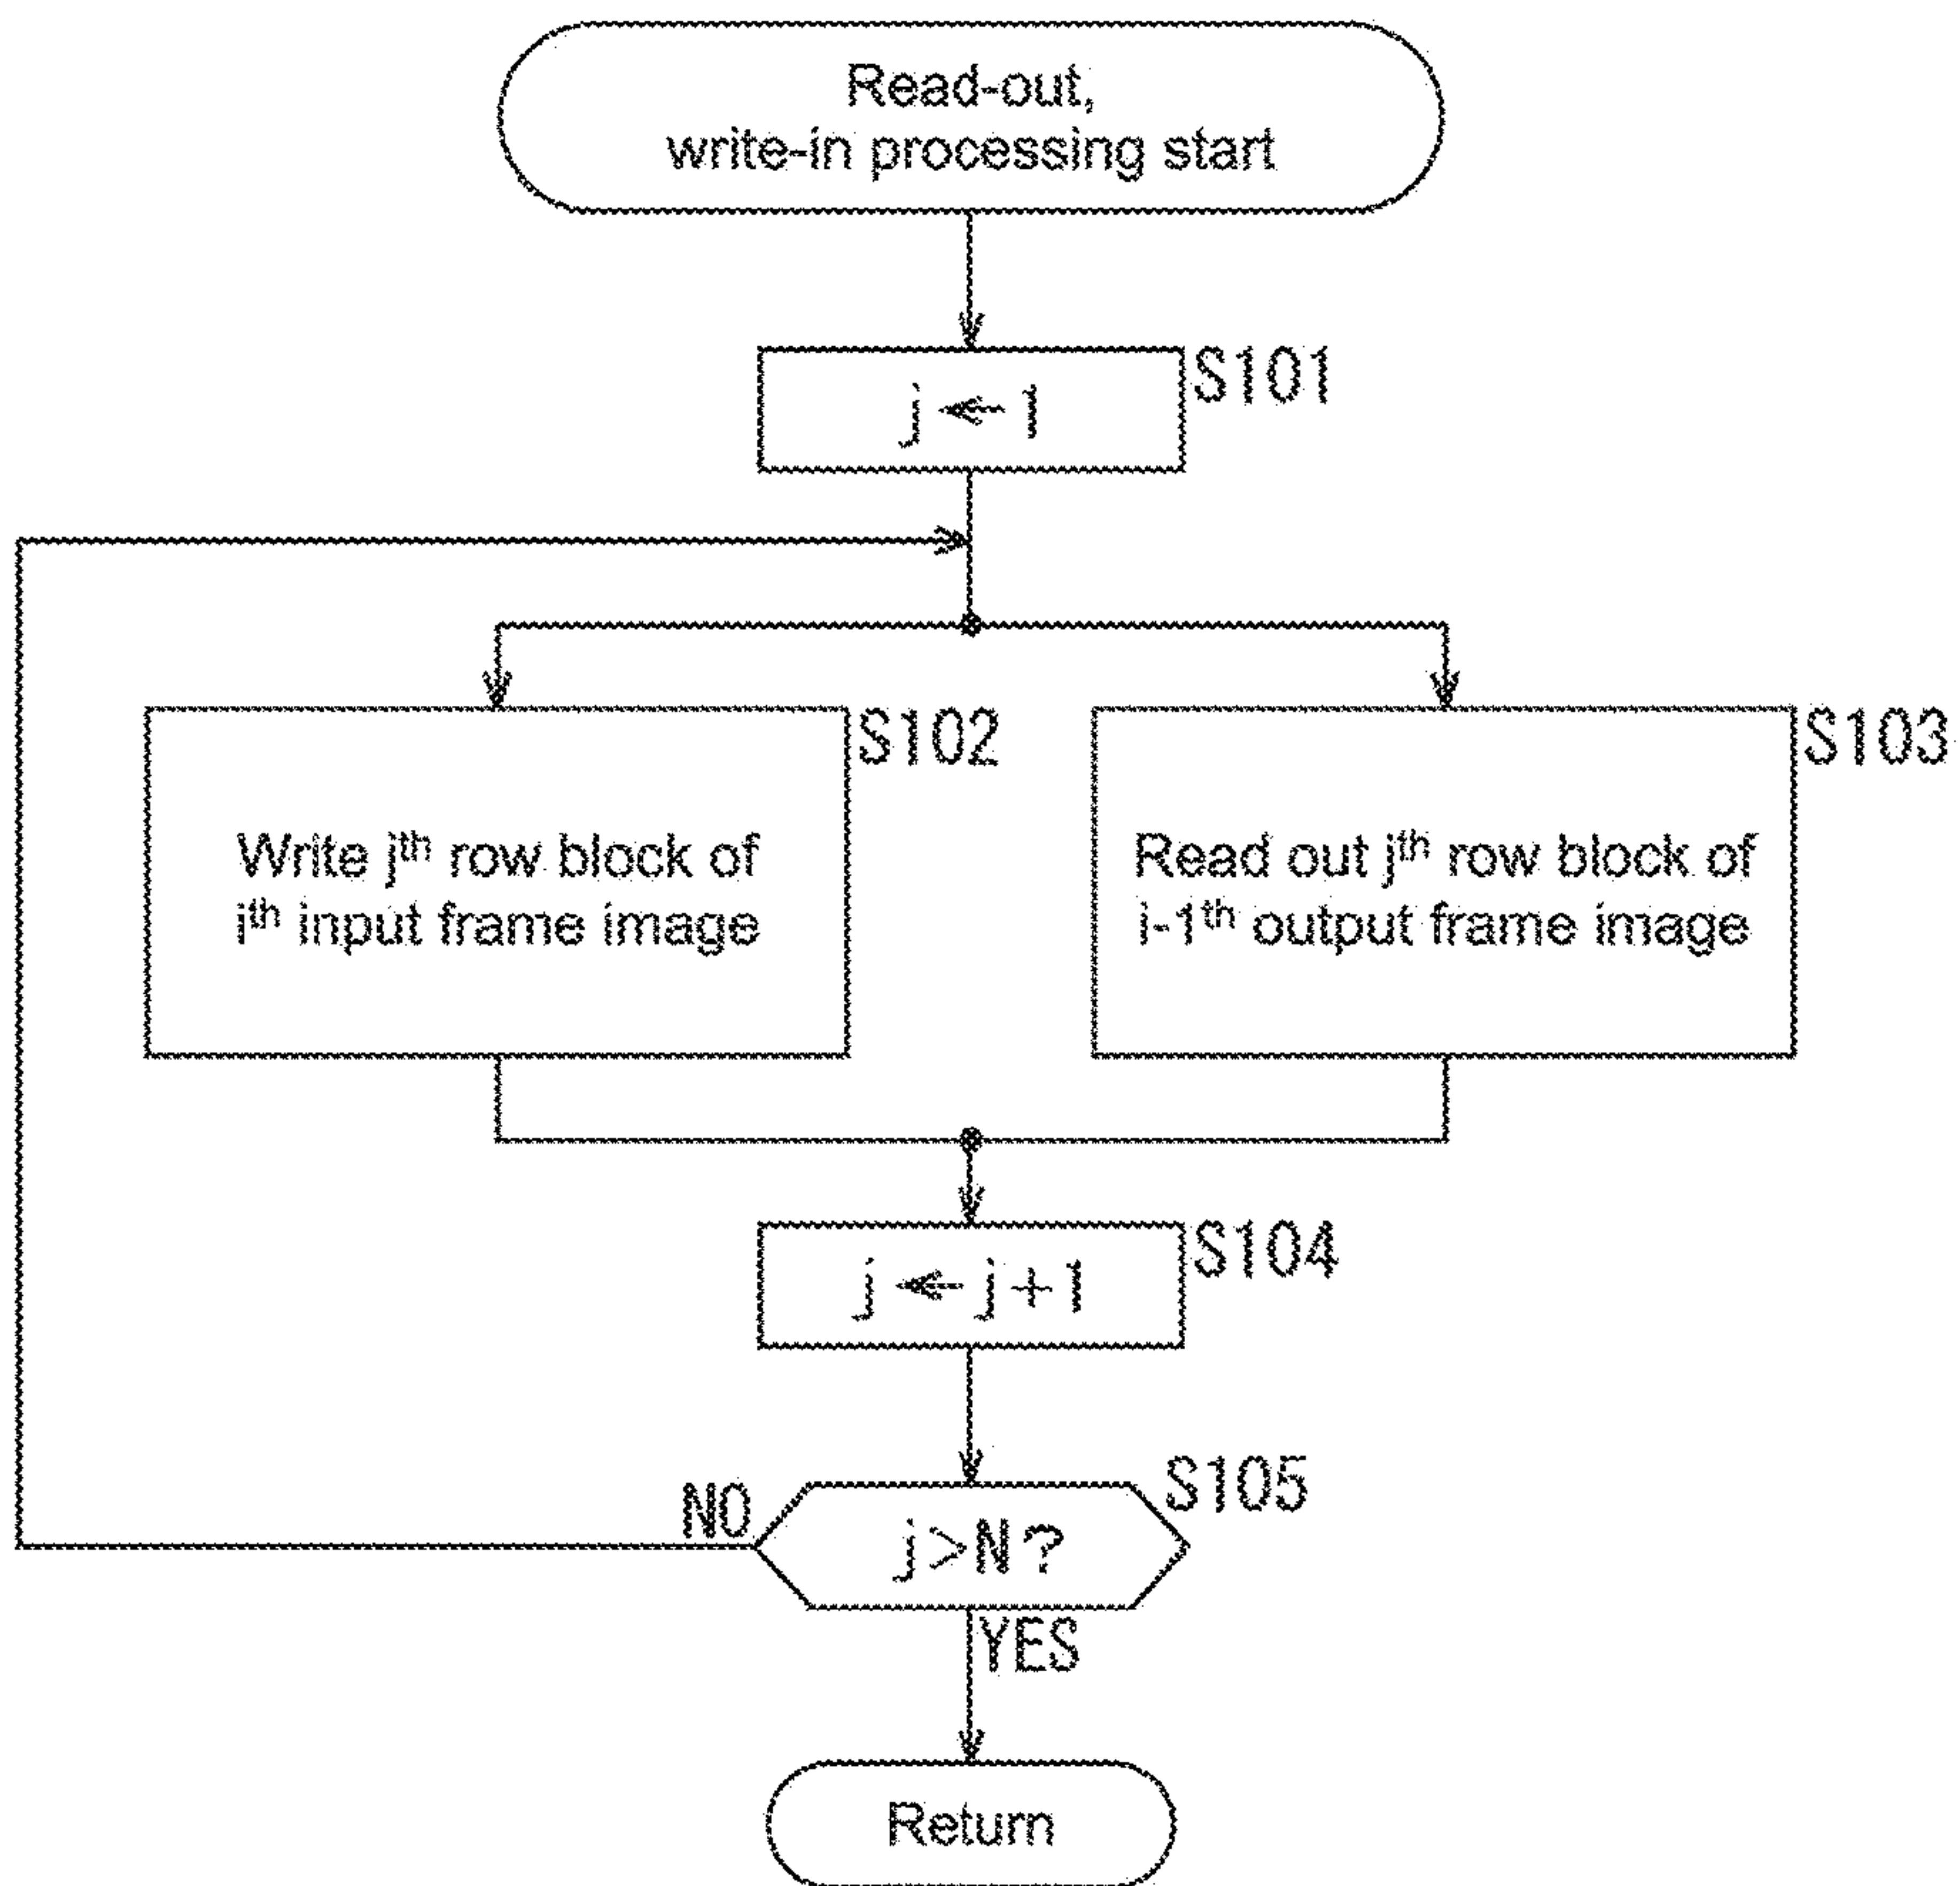 Read-out,
write-in processing start
S101
j ← 1
S102
Write jth row block of
ith input frame image
S103
Read out jth row block of
i-1th output frame image
S104
j ← j + 1
S105
NO
j > N ?
YES
Return